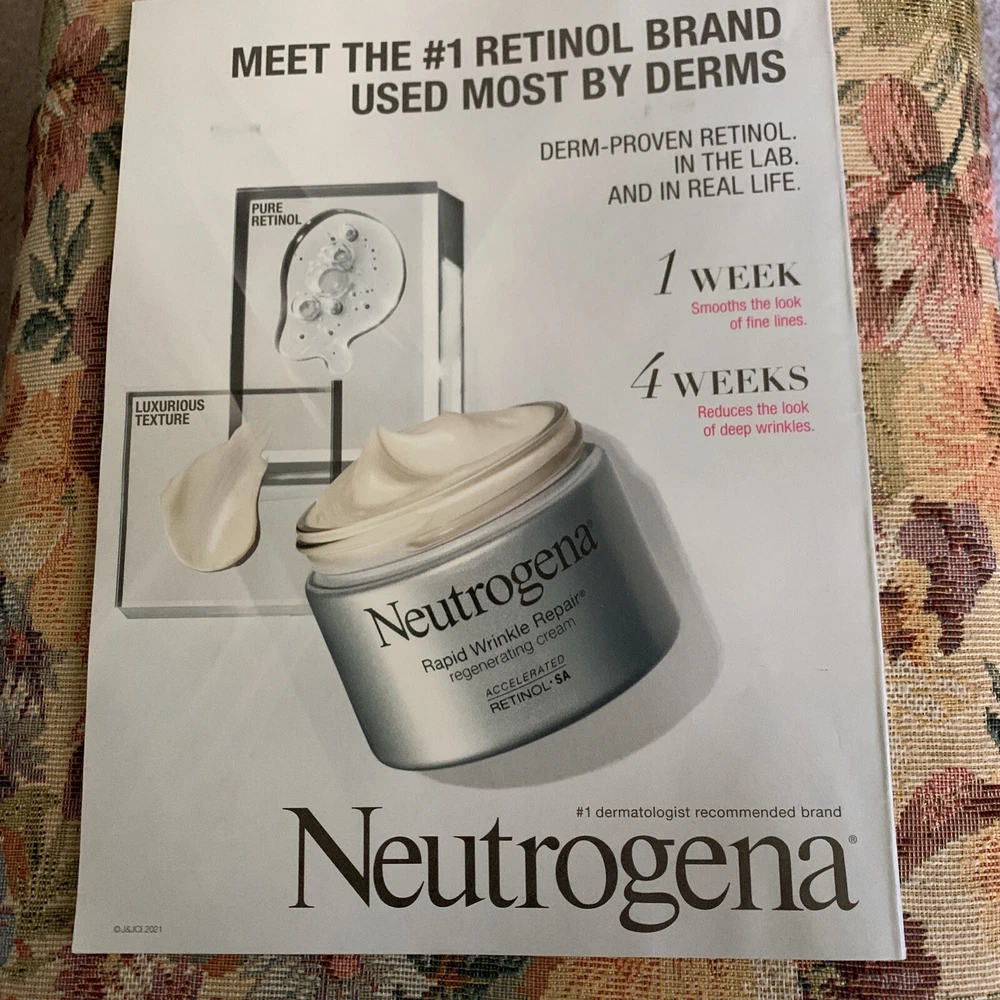 MEET THE #1 RETINOL BRAND
USED MOST BY DERMS
DERM-PROVEN RETINOL.
IN THE LAB.
AND IN REAL LIFE.
PURE
RETINOL
1 WEEK
Smooths the look
of fine lines.
4 WEEKS
Reduces the look
of deep wrinkles.
LUXURIOUS
TEXTURE
Neutrogena®
Rapid Wrinkle Repair®
regenerating cream
ACCELERATED
RETINOL·SA
#1 dermatologist recommended brand
Neutrogena®
©J&JCI 2021